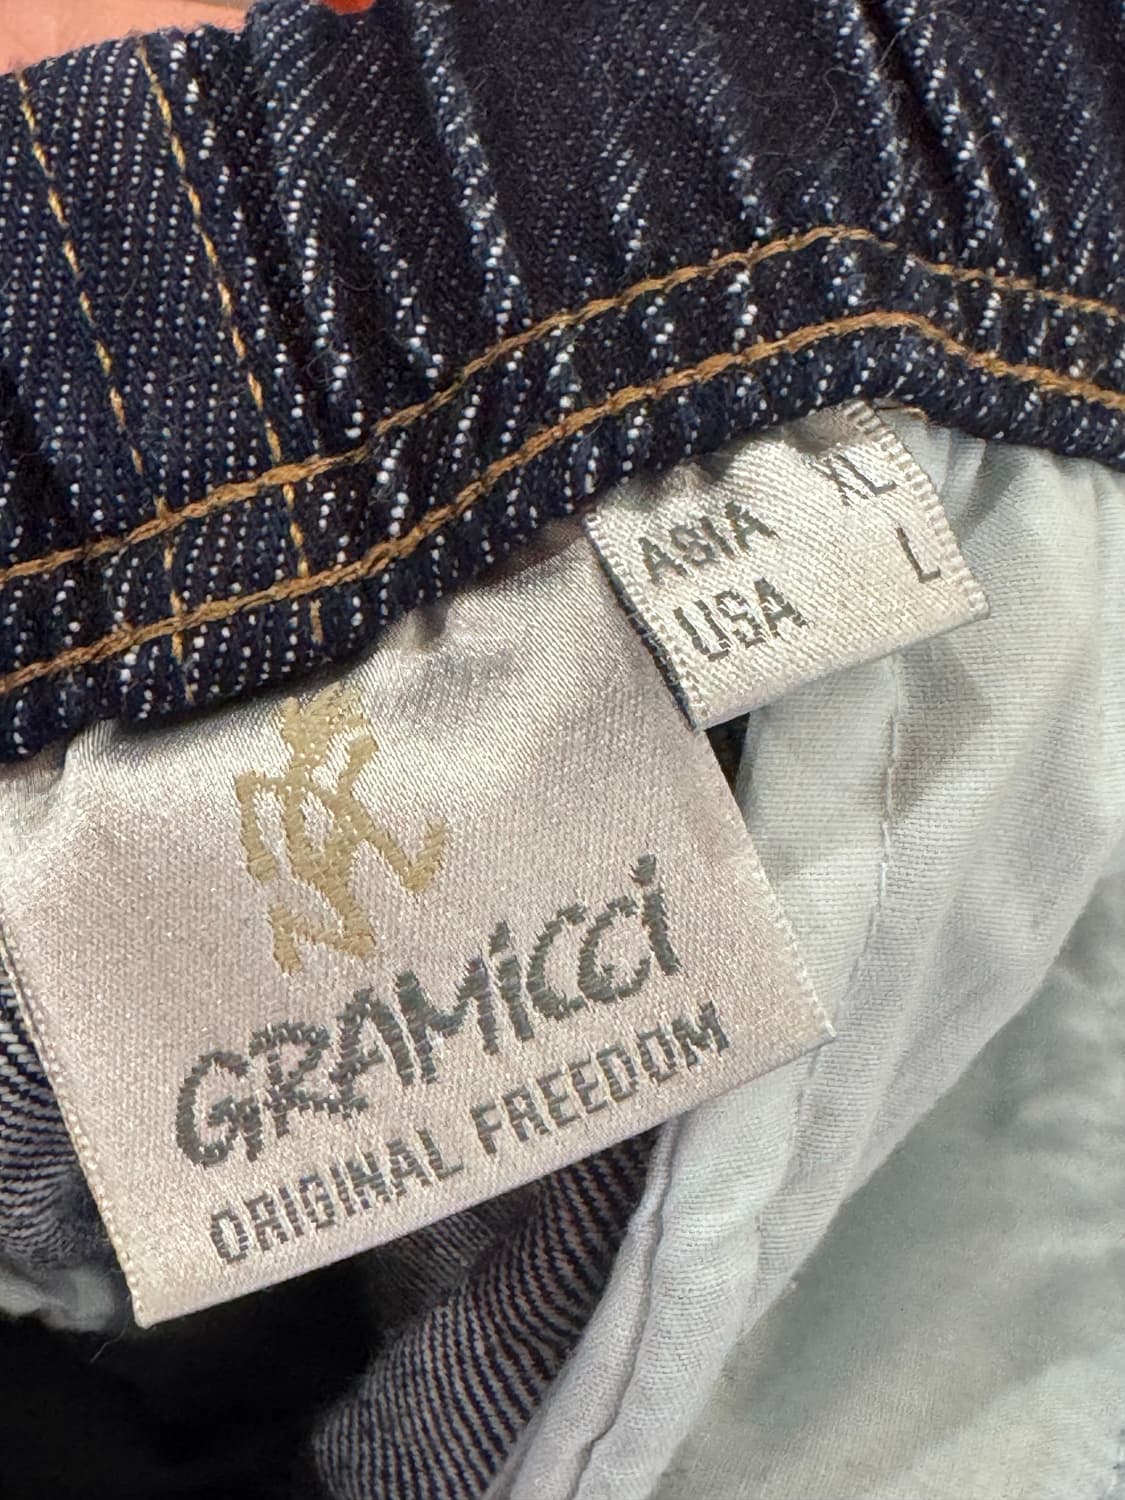 ASIA XL
USA L
GRAMiCCi
ORIGINAL FREEDOM